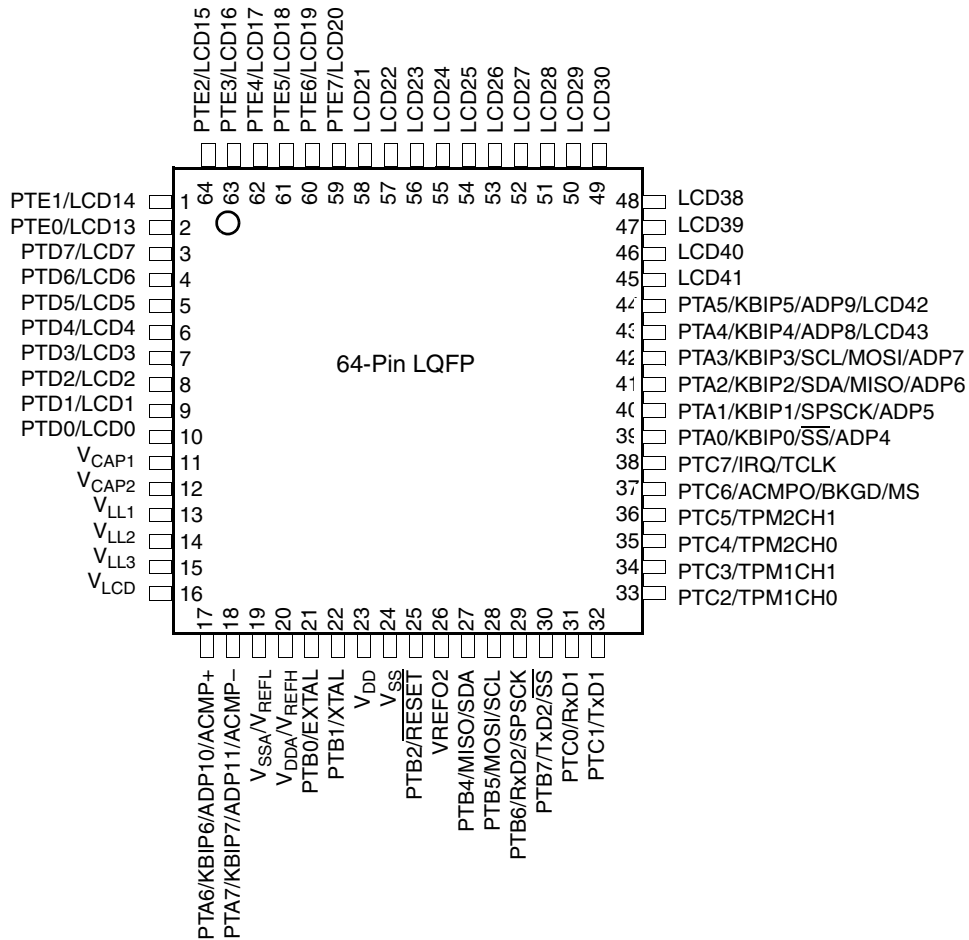 PTE2/LCD15
PTE3/LCD16
PTE4/LCD17
PTE5/LCD18
PTE6/LCD19
PTE7/LCD20
LCD21
LCD22
LCD23
LCD24
LCD25
LCD26
LCD27
LCD28
LCD29
LCD30
64
63
62
61
60
59
58
57
56
55
54
53
52
51
50
49
PTE1/LCD14 1
PTE0/LCD13 2
PTD7/LCD7 3
PTD6/LCD6 4
PTD5/LCD5 5
PTD4/LCD4 6
PTD3/LCD3 7
PTD2/LCD2 8
PTD1/LCD1 9
PTD0/LCD0 10
VCAP1 11
VCAP2 12
VLL1 13
VLL2 14
VLL3 15
VLCD 16
64-Pin LQFP
48 LCD38
47 LCD39
46 LCD40
45 LCD41
44 PTA5/KBIP5/ADP9/LCD42
43 PTA4/KBIP4/ADP8/LCD43
42 PTA3/KBIP3/SCL/MOSI/ADP7
41 PTA2/KBIP2/SDA/MISO/ADP6
40 PTA1/KBIP1/SPSCK/ADP5
39 PTA0/KBIP0/SS/ADP4
38 PTC7/IRQ/TCLK
37 PTC6/ACMPO/BKGD/MS
36 PTC5/TPM2CH1
35 PTC4/TPM2CH0
34 PTC3/TPM1CH1
33 PTC2/TPM1CH0
17
18
19
20
21
22
23
24
25
26
27
28
29
30
31
32
PTA6/KBIP6/ADP10/ACMP+
PTA7/KBIP7/ADP11/ACMP–
VSSA/VREFL
VDDA/VREFH
PTB0/EXTAL
PTB1/XTAL
VDD
VSS
PTB2/RESET
VREFO2
PTB4/MISO/SDA
PTB5/MOSI/SCL
PTB6/RxD2/SPSCK
PTB7/TxD2/SS
PTC0/RxD1
PTC1/TxD1